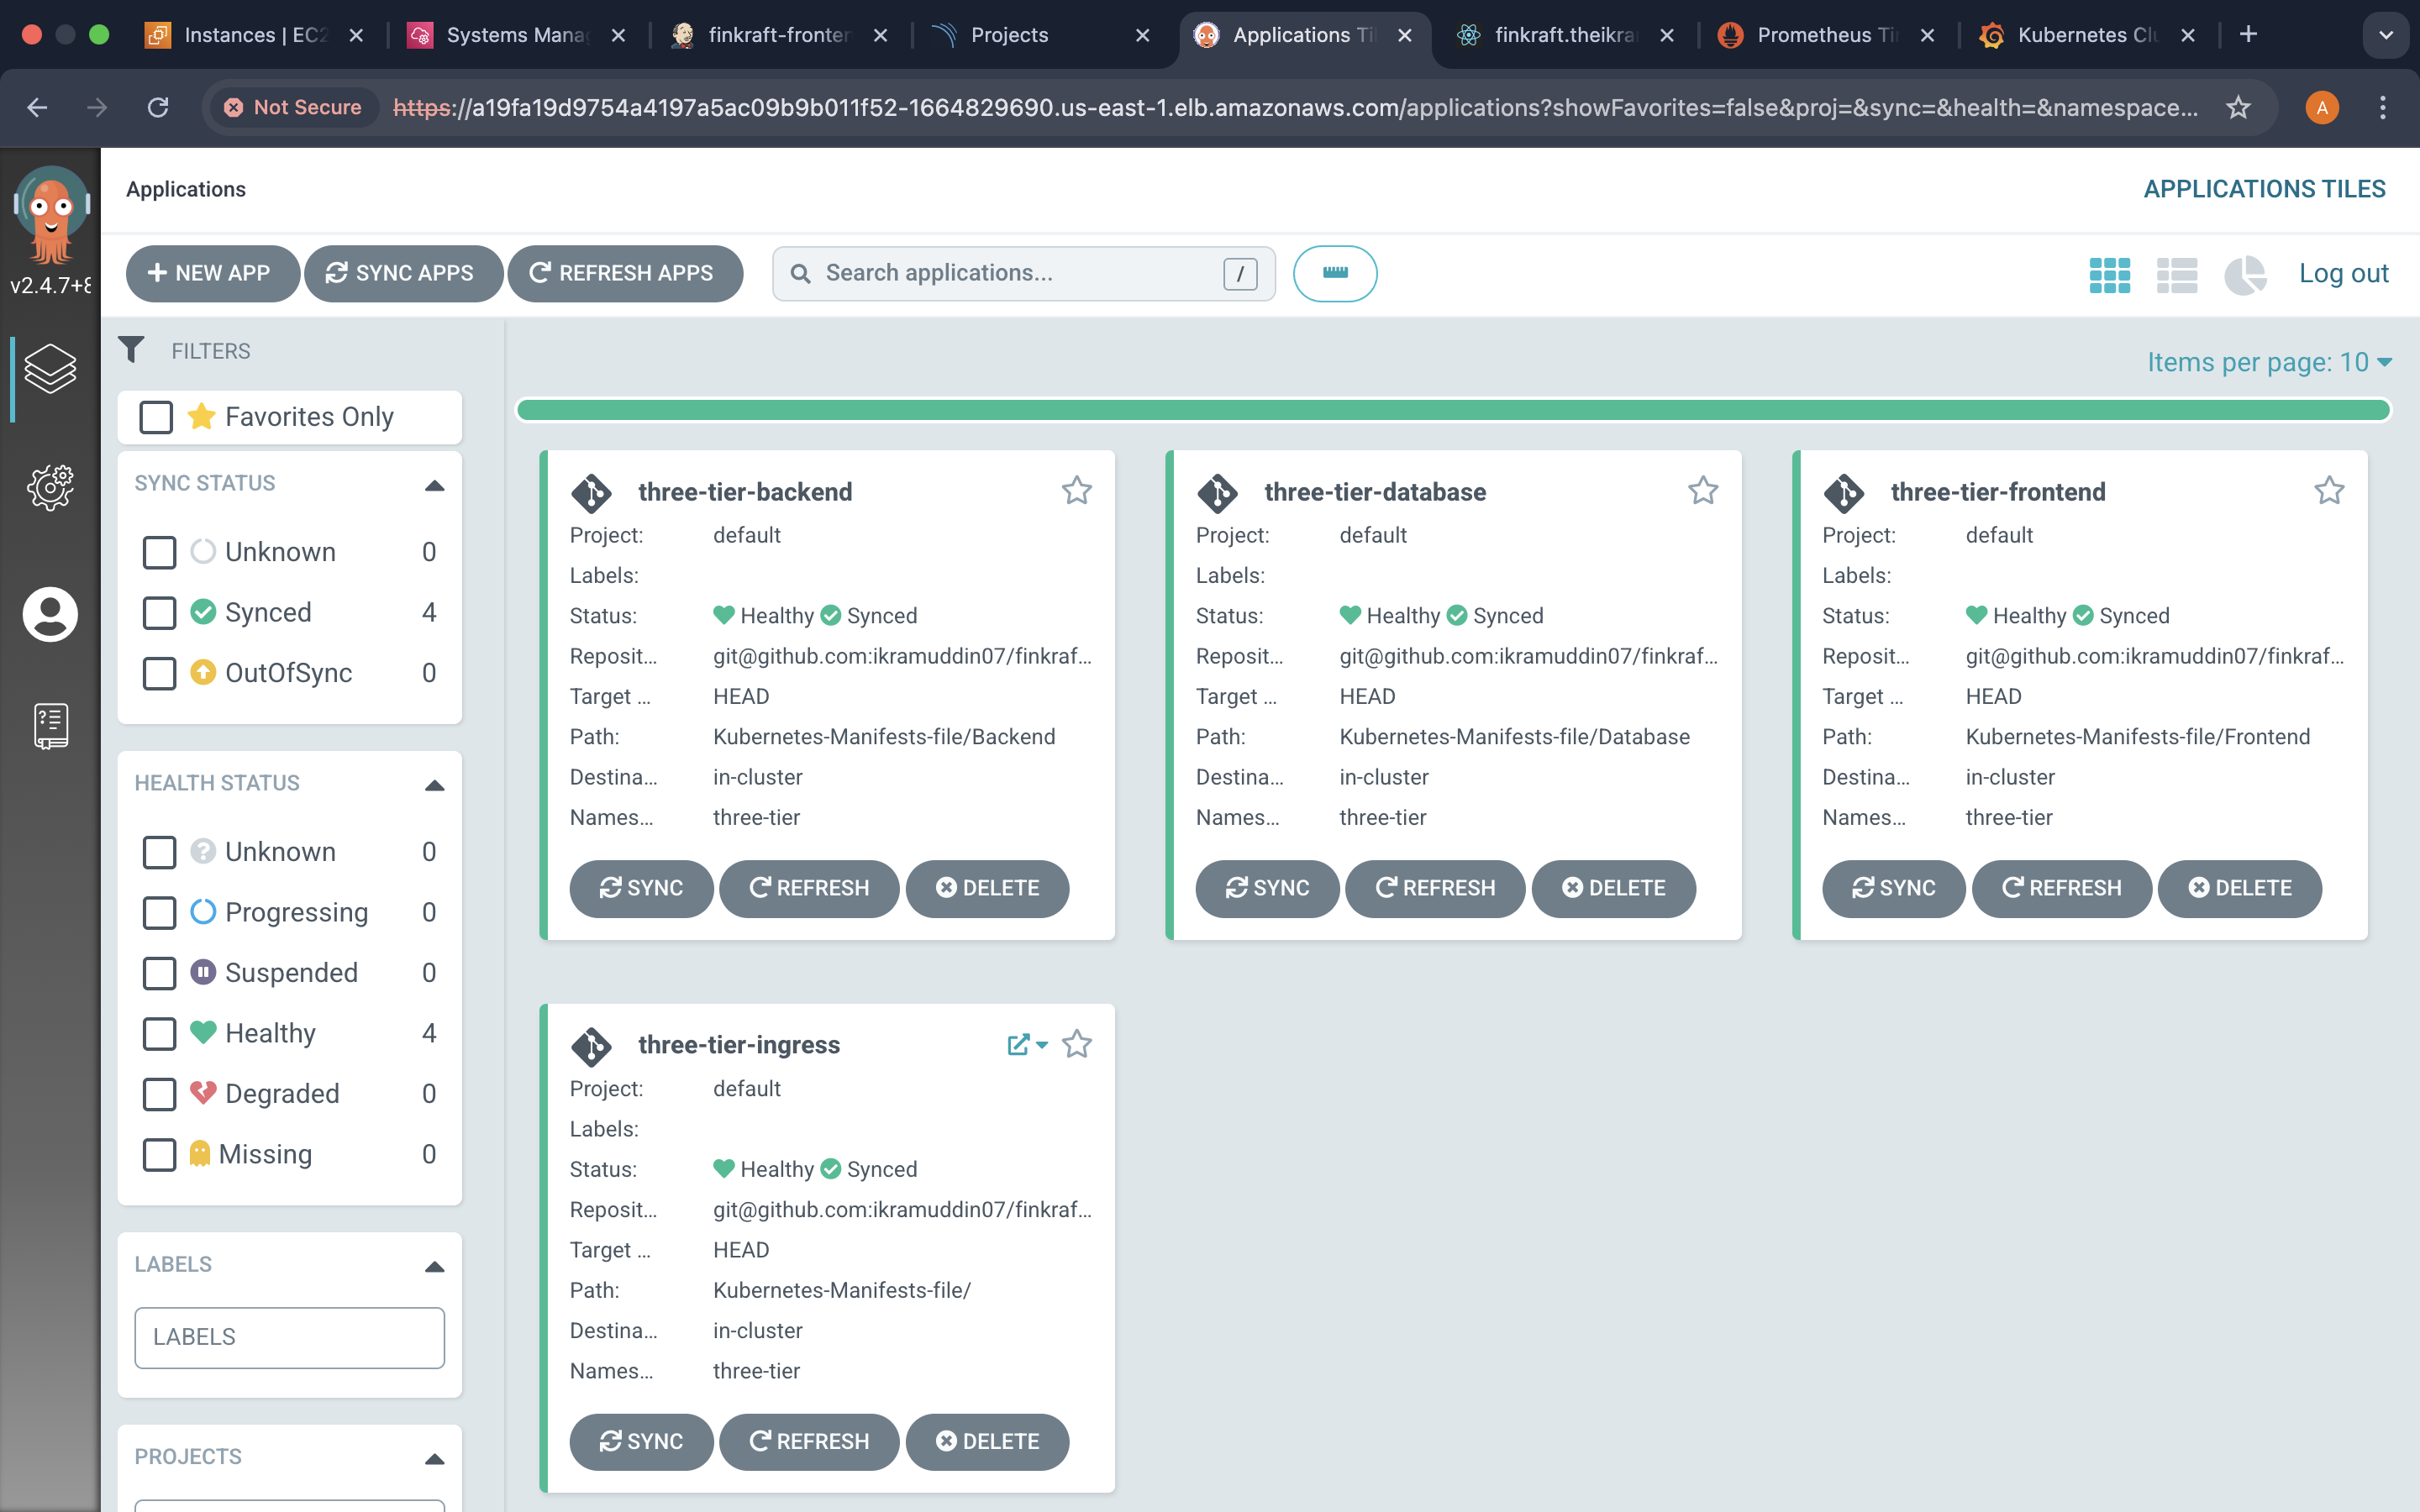 Instances | EC2
Systems Mana
finkraft-fronten
Projects
Applications Til
finkraft.theikra
Prometheus Ti
Kubernetes Clu
Not Secure
https://a19fa19d9754a4197a5ac09b9b011f52-1664829690.us-east-1.elb.amazonaws.com/applications?showFavorites=false&proj=&sync=&health=&namespace...
A
Applications
APPLICATIONS TILES
v2.4.7+8
NEW APP
SYNC APPS
REFRESH APPS
Search applications...
/
Log out
FILTERS
Items per page: 10
Favorites Only
SYNC STATUS
Unknown 0
Synced 4
OutOfSync 0
HEALTH STATUS
Unknown 0
Progressing 0
Suspended 0
Healthy 4
Degraded 0
Missing 0
LABELS
LABELS
PROJECTS
three-tier-backend
Project: default
Labels:
Status: Healthy Synced
Reposit... git@github.com:ikramuddin07/finkraf...
Target ... HEAD
Path: Kubernetes-Manifests-file/Backend
Destina... in-cluster
Names... three-tier
SYNC REFRESH DELETE
three-tier-database
Project: default
Labels:
Status: Healthy Synced
Reposit... git@github.com:ikramuddin07/finkraf...
Target ... HEAD
Path: Kubernetes-Manifests-file/Database
Destina... in-cluster
Names... three-tier
SYNC REFRESH DELETE
three-tier-frontend
Project: default
Labels:
Status: Healthy Synced
Reposit... git@github.com:ikramuddin07/finkraf...
Target ... HEAD
Path: Kubernetes-Manifests-file/Frontend
Destina... in-cluster
Names... three-tier
SYNC REFRESH DELETE
three-tier-ingress
Project: default
Labels:
Status: Healthy Synced
Reposit... git@github.com:ikramuddin07/finkraf...
Target ... HEAD
Path: Kubernetes-Manifests-file/
Destina... in-cluster
Names... three-tier
SYNC REFRESH DELETE